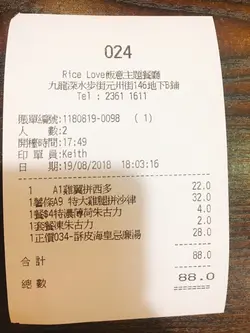 024
Rice Love飯意主題餐廳
九龍深水步街元州街146地下B鋪
Tel : 2361 1611
賬單編號:1180819-0098 (1)
人 數:2
開檯時間:17:49
印 單 員:Keith
日 期:19/08/2018 18:03:16
1 A1雞翼拼西多 22.0
1薯條A9 特大雞腿拼沙律 32.0
1餐$4特濃薄荷朱古力 4.0
1套餐凍朱古力 2.0
1正價034-酥皮海皇忌廉湯 28.0
合 計 88.0
總 數 88.0